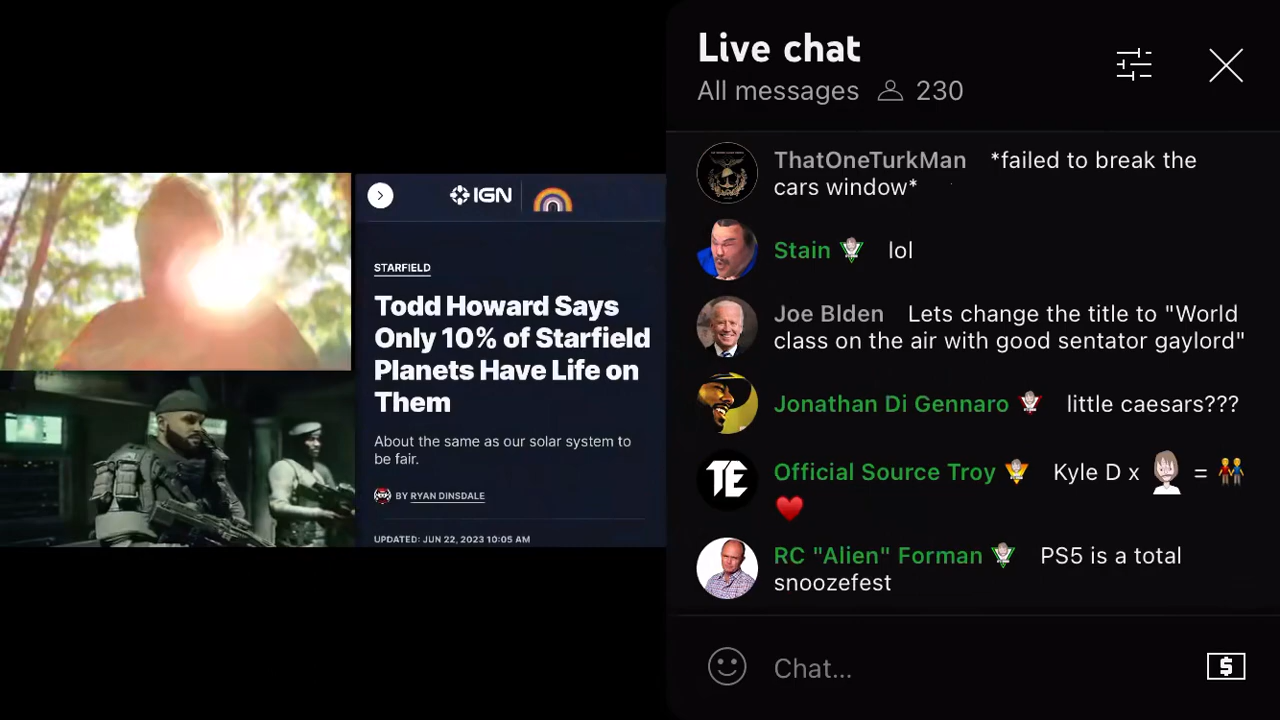 IGN
STARFIELD
Todd Howard Says
Only 10% of Starfield
Planets Have Life on
Them
About the same as our solar system to
be fair.
BY RYAN DINSDALE
UPDATED: JUN 22, 2023 10:05 AM
Live chat
All messages 230
ThatOneTurkMan *failed to break the
cars window*
Stain lol
Joe Blden Lets change the title to "World
class on the air with good sentator gaylord"
Jonathan Di Gennaro little caesars???
TE
Official Source Troy Kyle D x =
RC "Alien" Forman PS5 is a total
snoozefest
Chat...
$